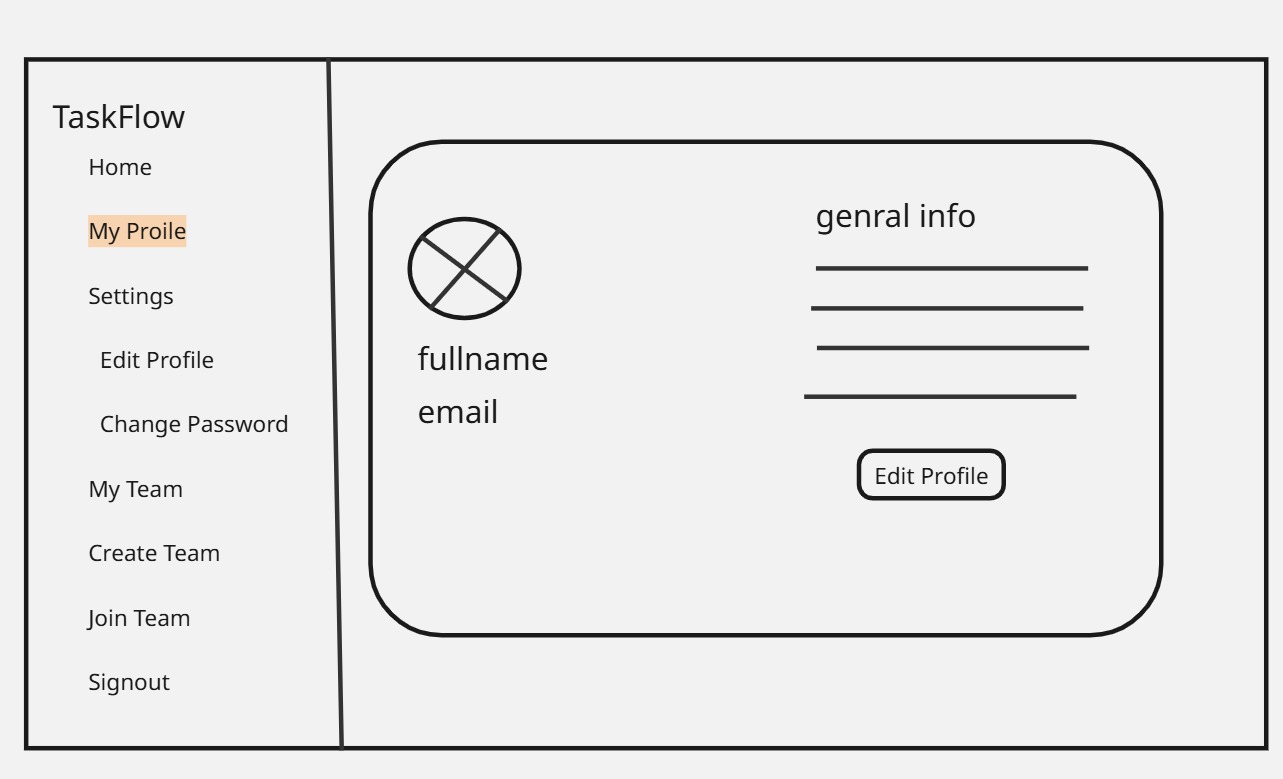 TaskFlow
Home
My Proile
Settings
Edit Profile
Change Password
My Team
Create Team
Join Team
Signout
fullname
email
genral info
Edit Profile